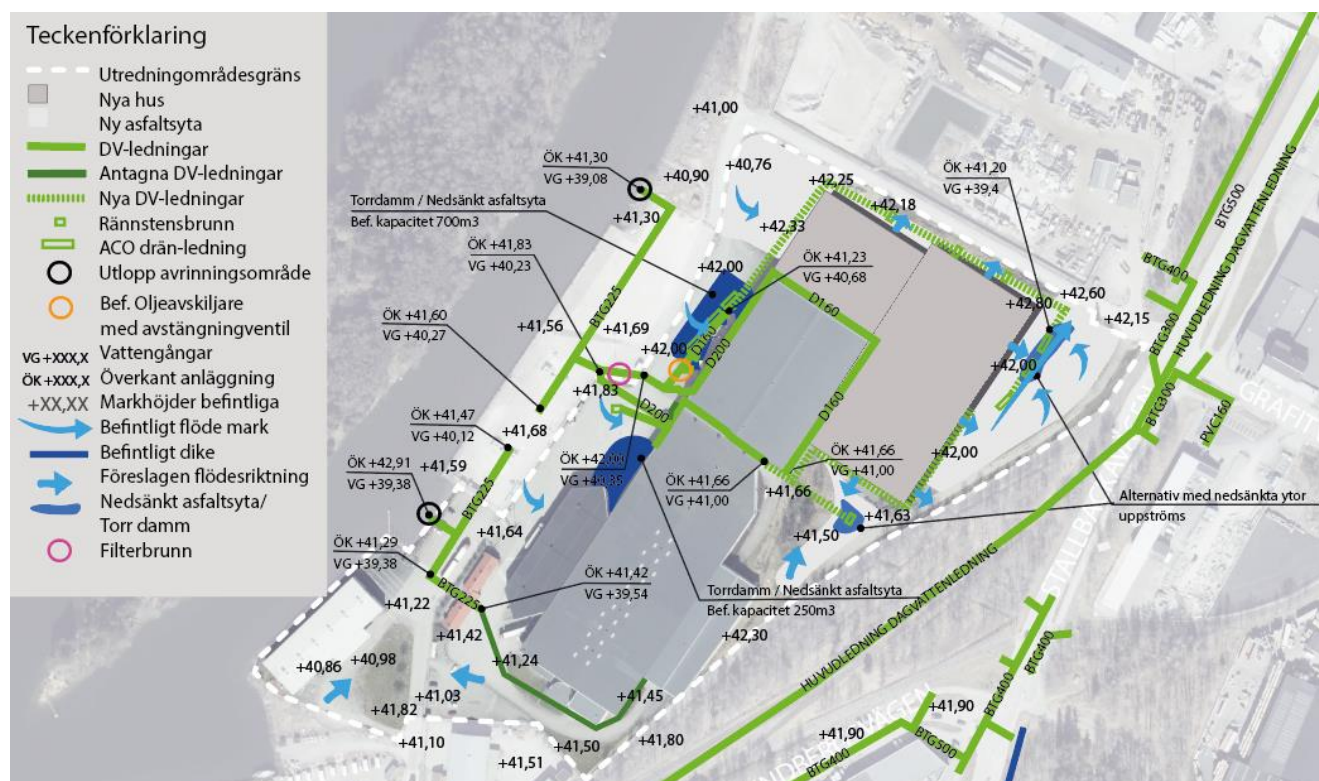 Teckenförklaring
Utredningområdesgräns
Nya hus
Ny asfaltsyta
DV-ledningar
Antagna DV-ledningar
Nya DV-ledningar
Rännstensbrunn
ACO drän-ledning
Utlopp avrinningsområde
Bef. Oljeavskiljare
med avstängningventil
VG +XXX,X Vattengångar
ÖK +XXX,X Överkant anläggning
+XX,XX Markhöjder befintliga
Befintligt flöde mark
Befintligt dike
Föreslagen flödesriktning
Nedsänkt asfaltsyta/
Torr damm
Filterbrunn
+41,00
ÖK +41,30
VG +39,08
+40,90
+40,76
+42,25
ÖK +41,20
VG +39,4
Torrdamm / Nedsänkt asfaltsyta
Bef. kapacitet 700m3
+41,30
+42,33
+42,18
BTG500
ÖK +41,83
VG +40,23
ÖK +41,23
VG +40,68
+42,00
BTG400
HUVUDLEDNING DAGVATTENLEDNING
ÖK +41,60
VG +40,27
BTG225
+41,56
+41,69
D160
D200
D160
+42,80
+42,60
+42,15
BTG300
+42,00
+42,00
+41,83
D200
D160
BTG300
PVC160
GRAFIT
ÖK +41,47
VG +40,12
+41,68
ÖK +42,91
VG +39,38
+41,59
BTG225
ÖK +41,66
VG +41,00
ÖK +41,66
VG +41,00
+42,00
+41,66
Alternativ med nedsänkta ytor
uppströms
+41,64
+41,63
+41,50
ÖK +41,29
VG +39,38
BTG225
ÖK +41,42
VG +39,54
Torrdamm / Nedsänkt asfaltsyta
Bef. kapacitet 250m3
+41,22
+41,42
+42,30
HUVUDLEDNING DAGVATTENLEDNING
+40,86
+40,98
+41,24
+41,03
+41,45
BTG400
BTG400
+41,82
+41,90
+41,10
+41,50
+41,80
+41,90
BTG500
BTG400
+41,51